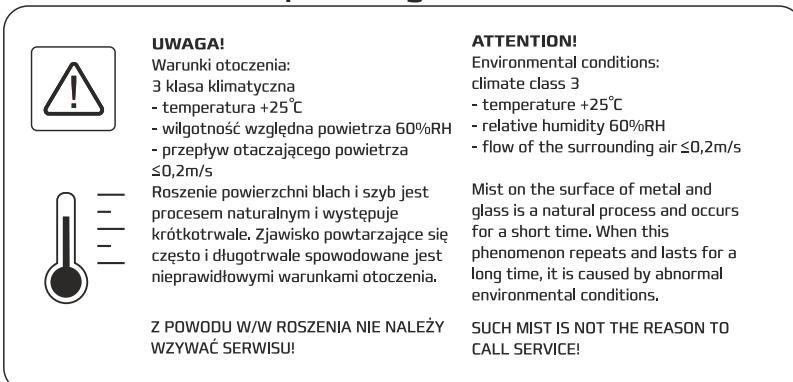 UWAGA!
Warunki otoczenia:
3 klasa klimatyczna
- temperatura +25°C
- wilgotność względna powietrza 60%RH
- przepływ otaczającego powietrza
≤0,2m/s
Roszenie powierzchni blach i szyb jest
procesem naturalnym i występuje
krótkotrwale. Zjawisko powtarzające się
często i długotrwale spowodowane jest
nieprawidłowymi warunkami otoczenia.
Z POWODU W/W ROSZENIA NIE NALEŻY
WZYWAĆ SERWISU!
ATTENTION!
Environmental conditions:
climate class 3
- temperature +25°C
- relative humidity 60%RH
- flow of the surrounding air ≤0,2m/s
Mist on the surface of metal and
glass is a natural process and occurs
for a short time. When this
phenomenon repeats and lasts for a
long time, it is caused by abnormal
environmental conditions.
SUCH MIST IS NOT THE REASON TO
CALL SERVICE!